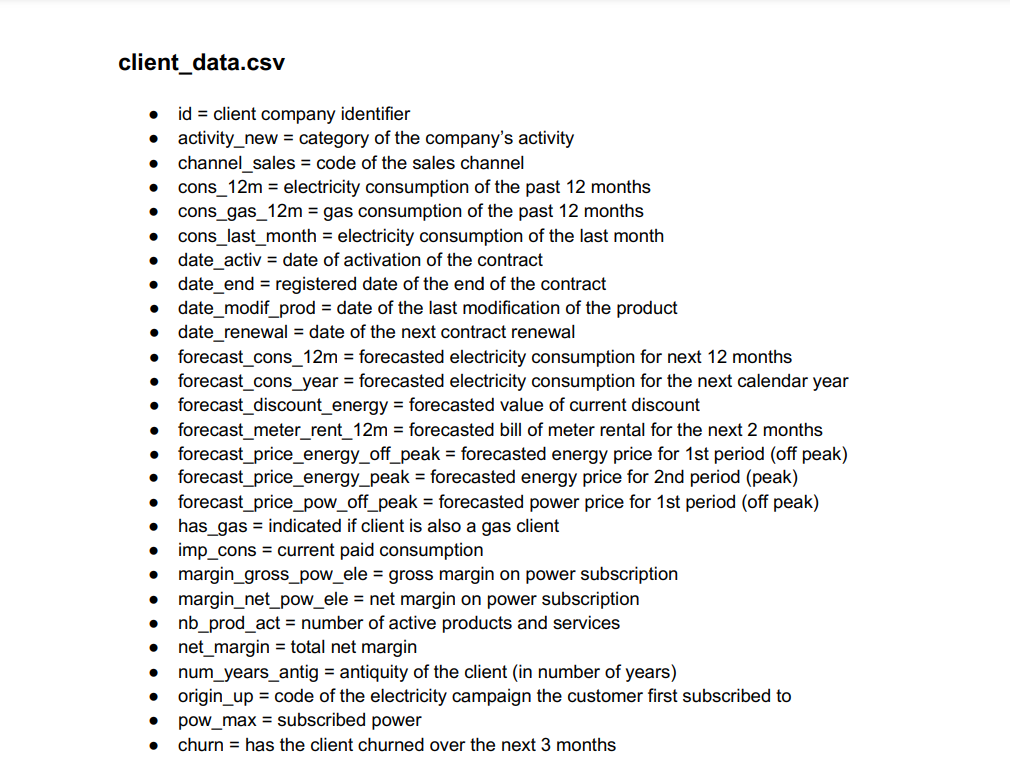 client_data.csv
● id = client company identifier
● activity_new = category of the company's activity
● channel_sales = code of the sales channel
● cons_12m = electricity consumption of the past 12 months
● cons_gas_12m = gas consumption of the past 12 months
● cons_last_month = electricity consumption of the last month
● date_activ = date of activation of the contract
● date_end = registered date of the end of the contract
● date_modif_prod = date of the last modification of the product
● date_renewal = date of the next contract renewal
● forecast_cons_12m = forecasted electricity consumption for next 12 months
● forecast_cons_year = forecasted electricity consumption for the next calendar year
● forecast_discount_energy = forecasted value of current discount
● forecast_meter_rent_12m = forecasted bill of meter rental for the next 2 months
● forecast_price_energy_off_peak = forecasted energy price for 1st period (off peak)
● forecast_price_energy_peak = forecasted energy price for 2nd period (peak)
● forecast_price_pow_off_peak = forecasted power price for 1st period (off peak)
● has_gas = indicated if client is also a gas client
● imp_cons = current paid consumption
● margin_gross_pow_ele = gross margin on power subscription
● margin_net_pow_ele = net margin on power subscription
● nb_prod_act = number of active products and services
● net_margin = total net margin
● num_years_antig = antiquity of the client (in number of years)
● origin_up = code of the electricity campaign the customer first subscribed to
● pow_max = subscribed power
● churn = has the client churned over the next 3 months